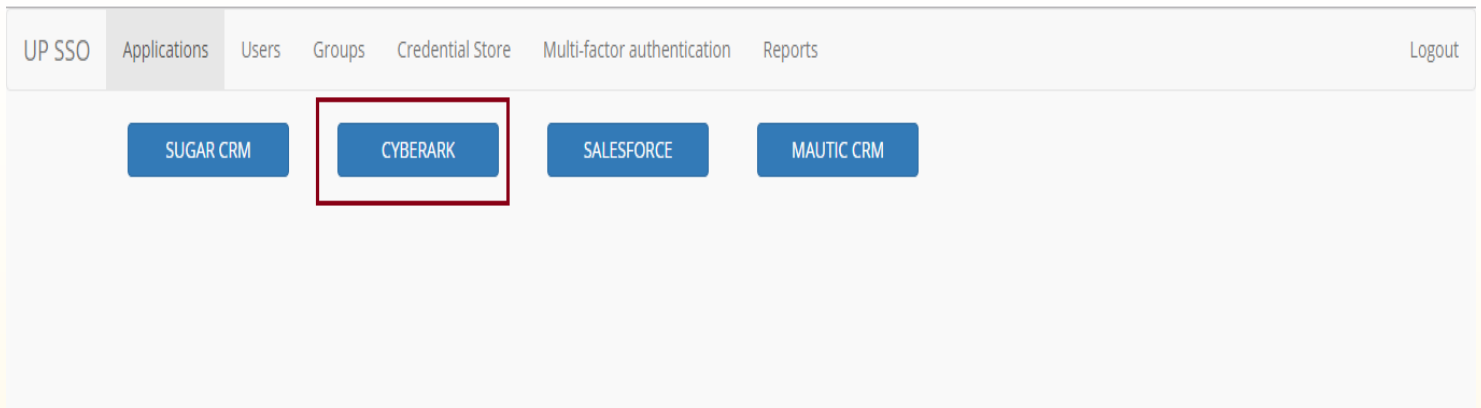 UP SSO Applications Users Groups Credential Store Multi-factor authentication Reports Logout
SUGAR CRM CYBERARK SALESFORCE MAUTIC CRM